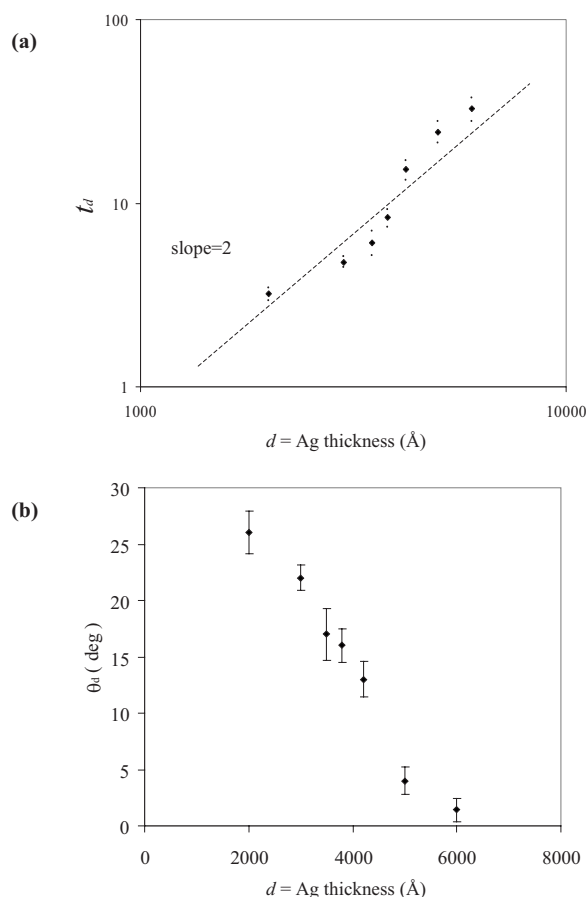 (a)
100
10
1
t_d
slope=2
1000 10000
d = Ag thickness (Å)
(b)
30
25
20
15
10
5
0
θd ( deg )
0 2000 4000 6000 8000
d = Ag thickness (Å)